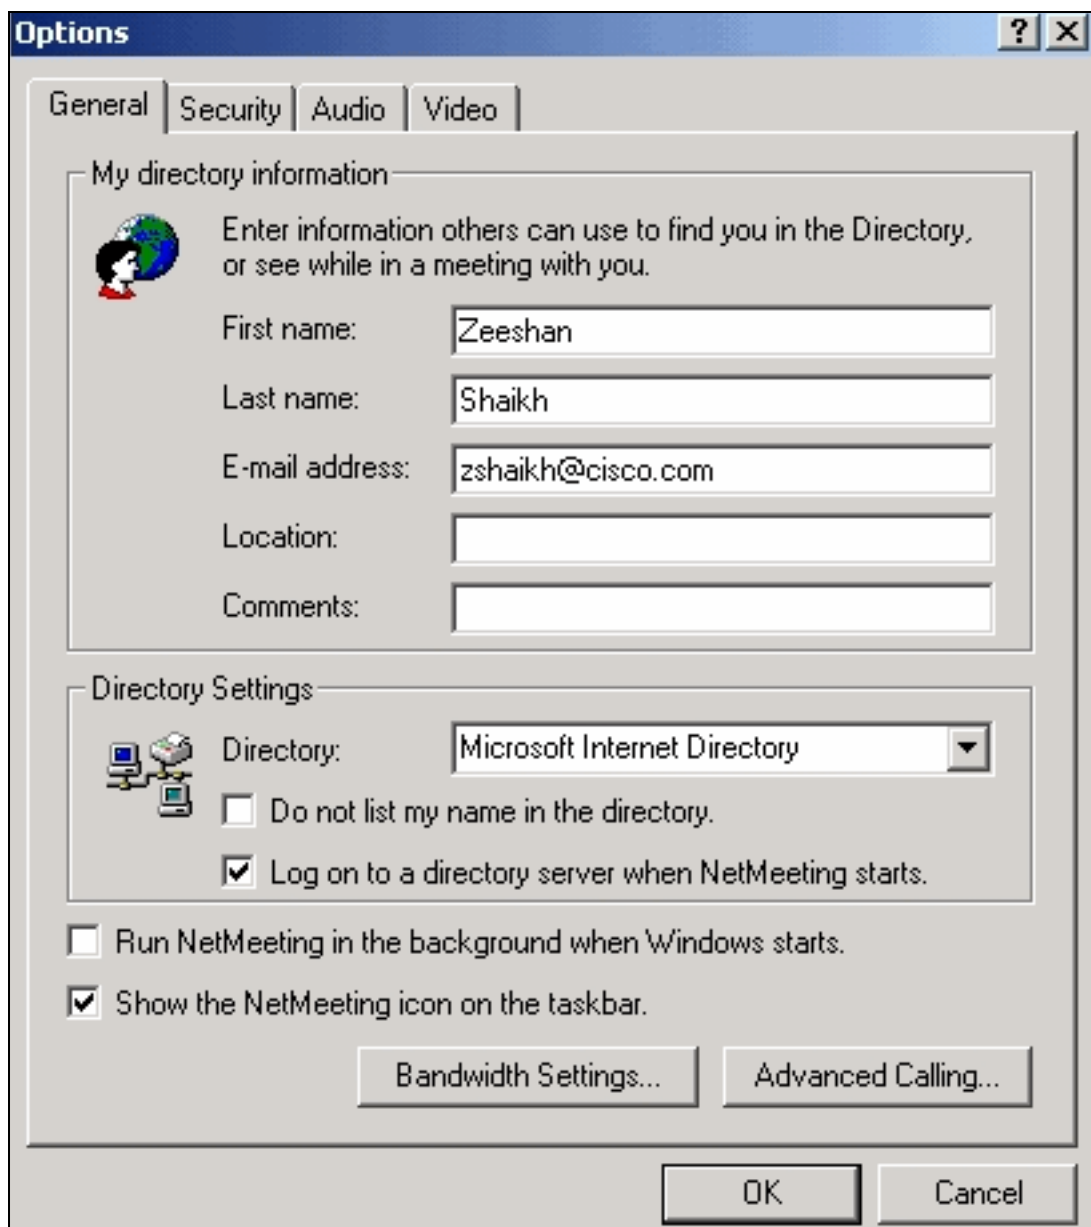 Options
General Security Audio Video
My directory information
Enter information others can use to find you in the Directory,
or see while in a meeting with you.
First name: Zeeshan
Last name: Shaikh
E-mail address: zshaikh@cisco.com
Location:
Comments:
Directory Settings
Directory: Microsoft Internet Directory
Do not list my name in the directory.
Log on to a directory server when NetMeeting starts.
Run NetMeeting in the background when Windows starts.
Show the NetMeeting icon on the taskbar.
Bandwidth Settings... Advanced Calling...
OK Cancel